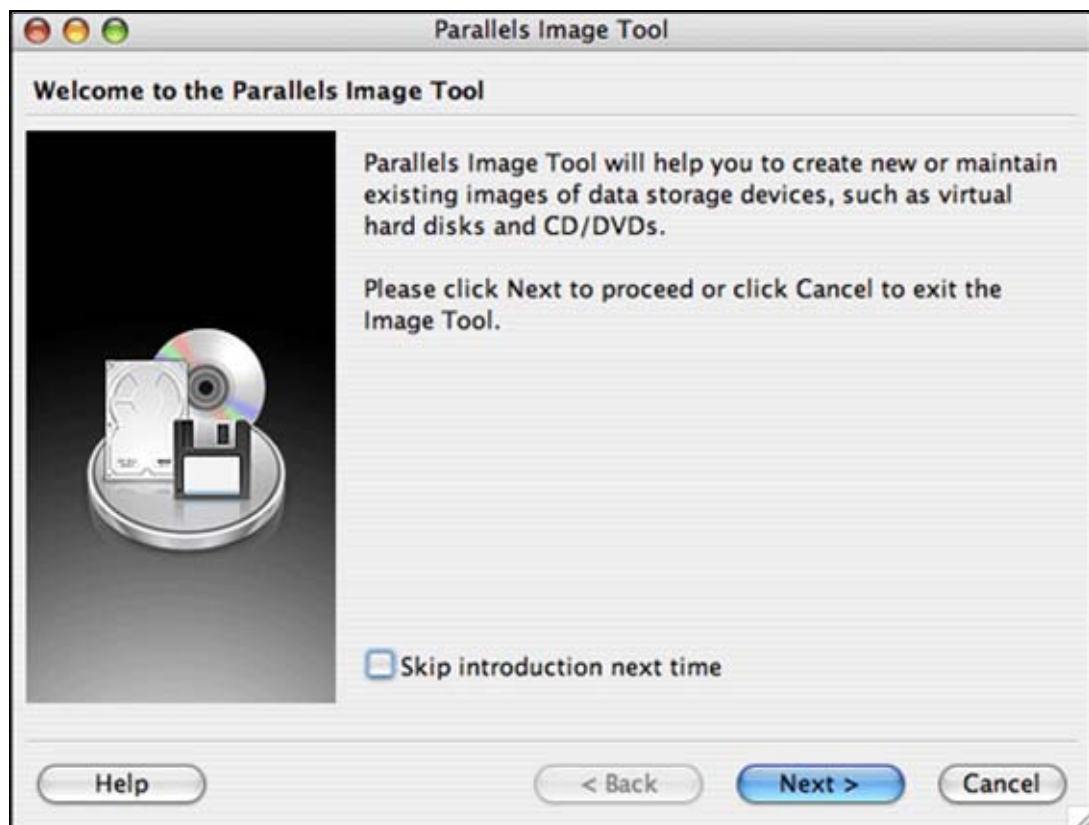 Parallels Image Tool
Welcome to the Parallels Image Tool
Parallels Image Tool will help you to create new or maintain
existing images of data storage devices, such as virtual
hard disks and CD/DVDs.
Please click Next to proceed or click Cancel to exit the
Image Tool.
Skip introduction next time
Help
< Back
Next >
Cancel